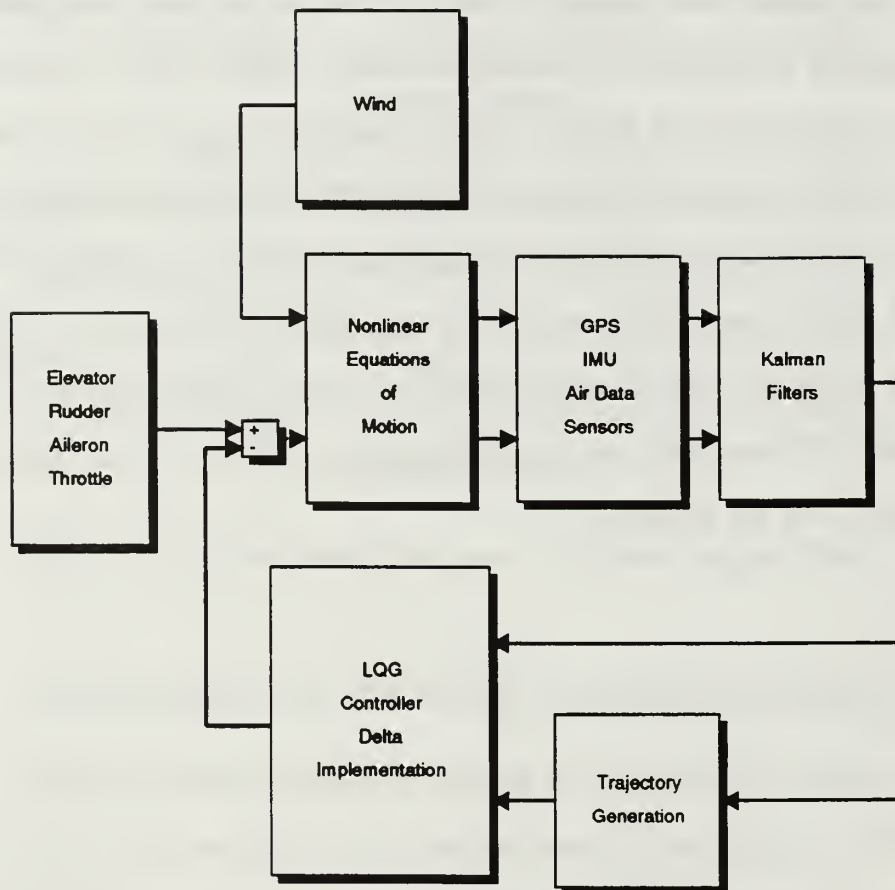 Wind
Elevator
Rudder
Aileron
Throttle
+
-
Nonlinear
Equations
of
Motion
GPS
IMU
Air Data
Sensors
Kalman
Filters
LQG
Controller
Delta
Implementation
Trajectory
Generation